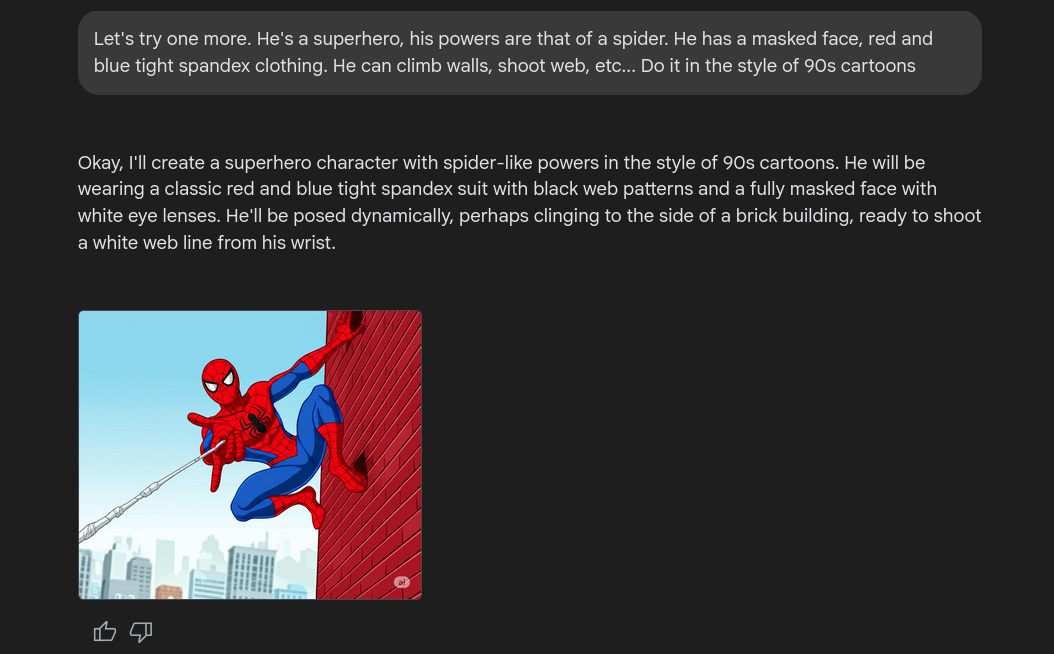 Let's try one more. He's a superhero, his powers are that of a spider. He has a masked face, red and
blue tight spandex clothing. He can climb walls, shoot web, etc... Do it in the style of 90s cartoons
Okay, I'll create a superhero character with spider-like powers in the style of 90s cartoons. He will be
wearing a classic red and blue tight spandex suit with black web patterns and a fully masked face with
white eye lenses. He'll be posed dynamically, perhaps clinging to the side of a brick building, ready to shoot
a white web line from his wrist.
ai